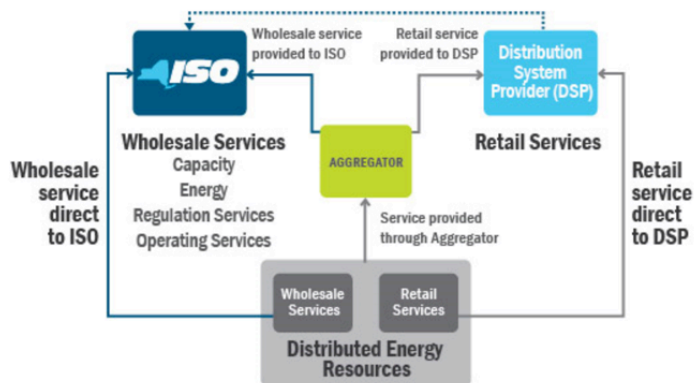 Wholesale service
provided to ISO
Retail service
provided to DSP
ISO
Distribution
System
Provider (DSP)
AGGREGATOR
Wholesale Services
Capacity
Energy
Regulation Services
Operating Services
Retail Services
Wholesale
service
direct
to ISO
Retail
service
direct
to DSP
Service provided
through Aggregator
Wholesale
Services
Retail
Services
Distributed Energy
Resources